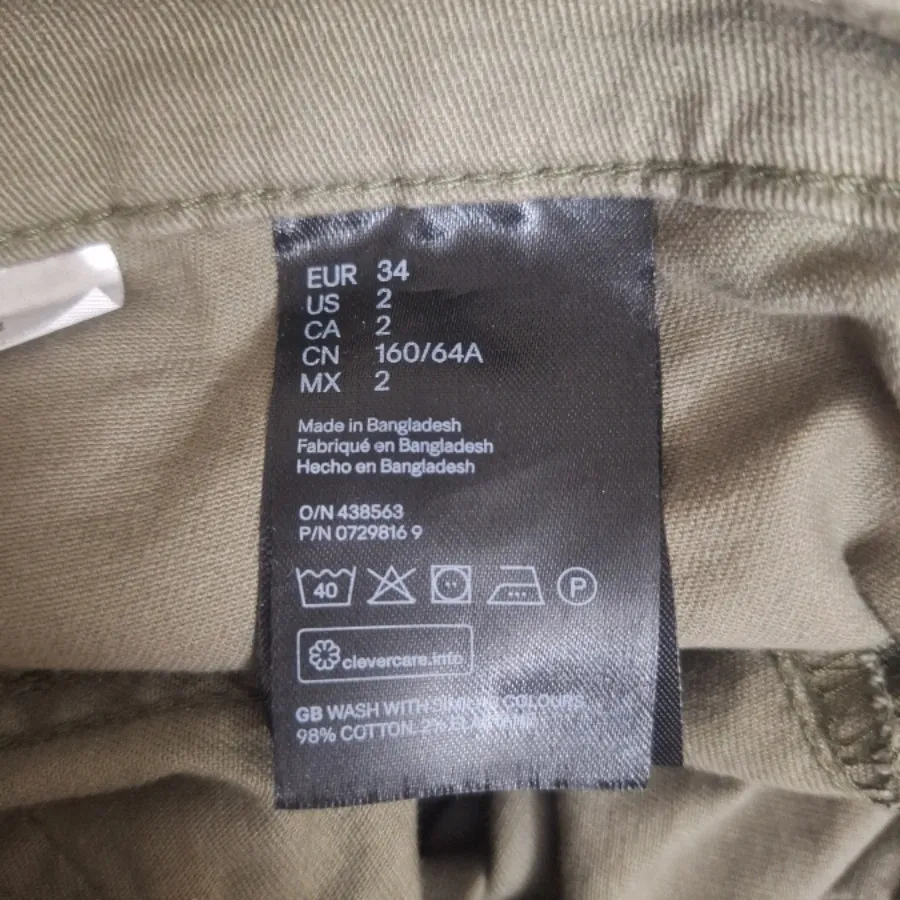 EUR 34
US 2
CA 2
CN 160/64A
MX 2
Made in Bangladesh
Fabriqué en Bangladesh
Hecho en Bangladesh
O/N 438563
P/N 0729816 9
40 P
clevercare.info
GB WASH WITH SIMILAR COLOURS
98% COTTON, 2%